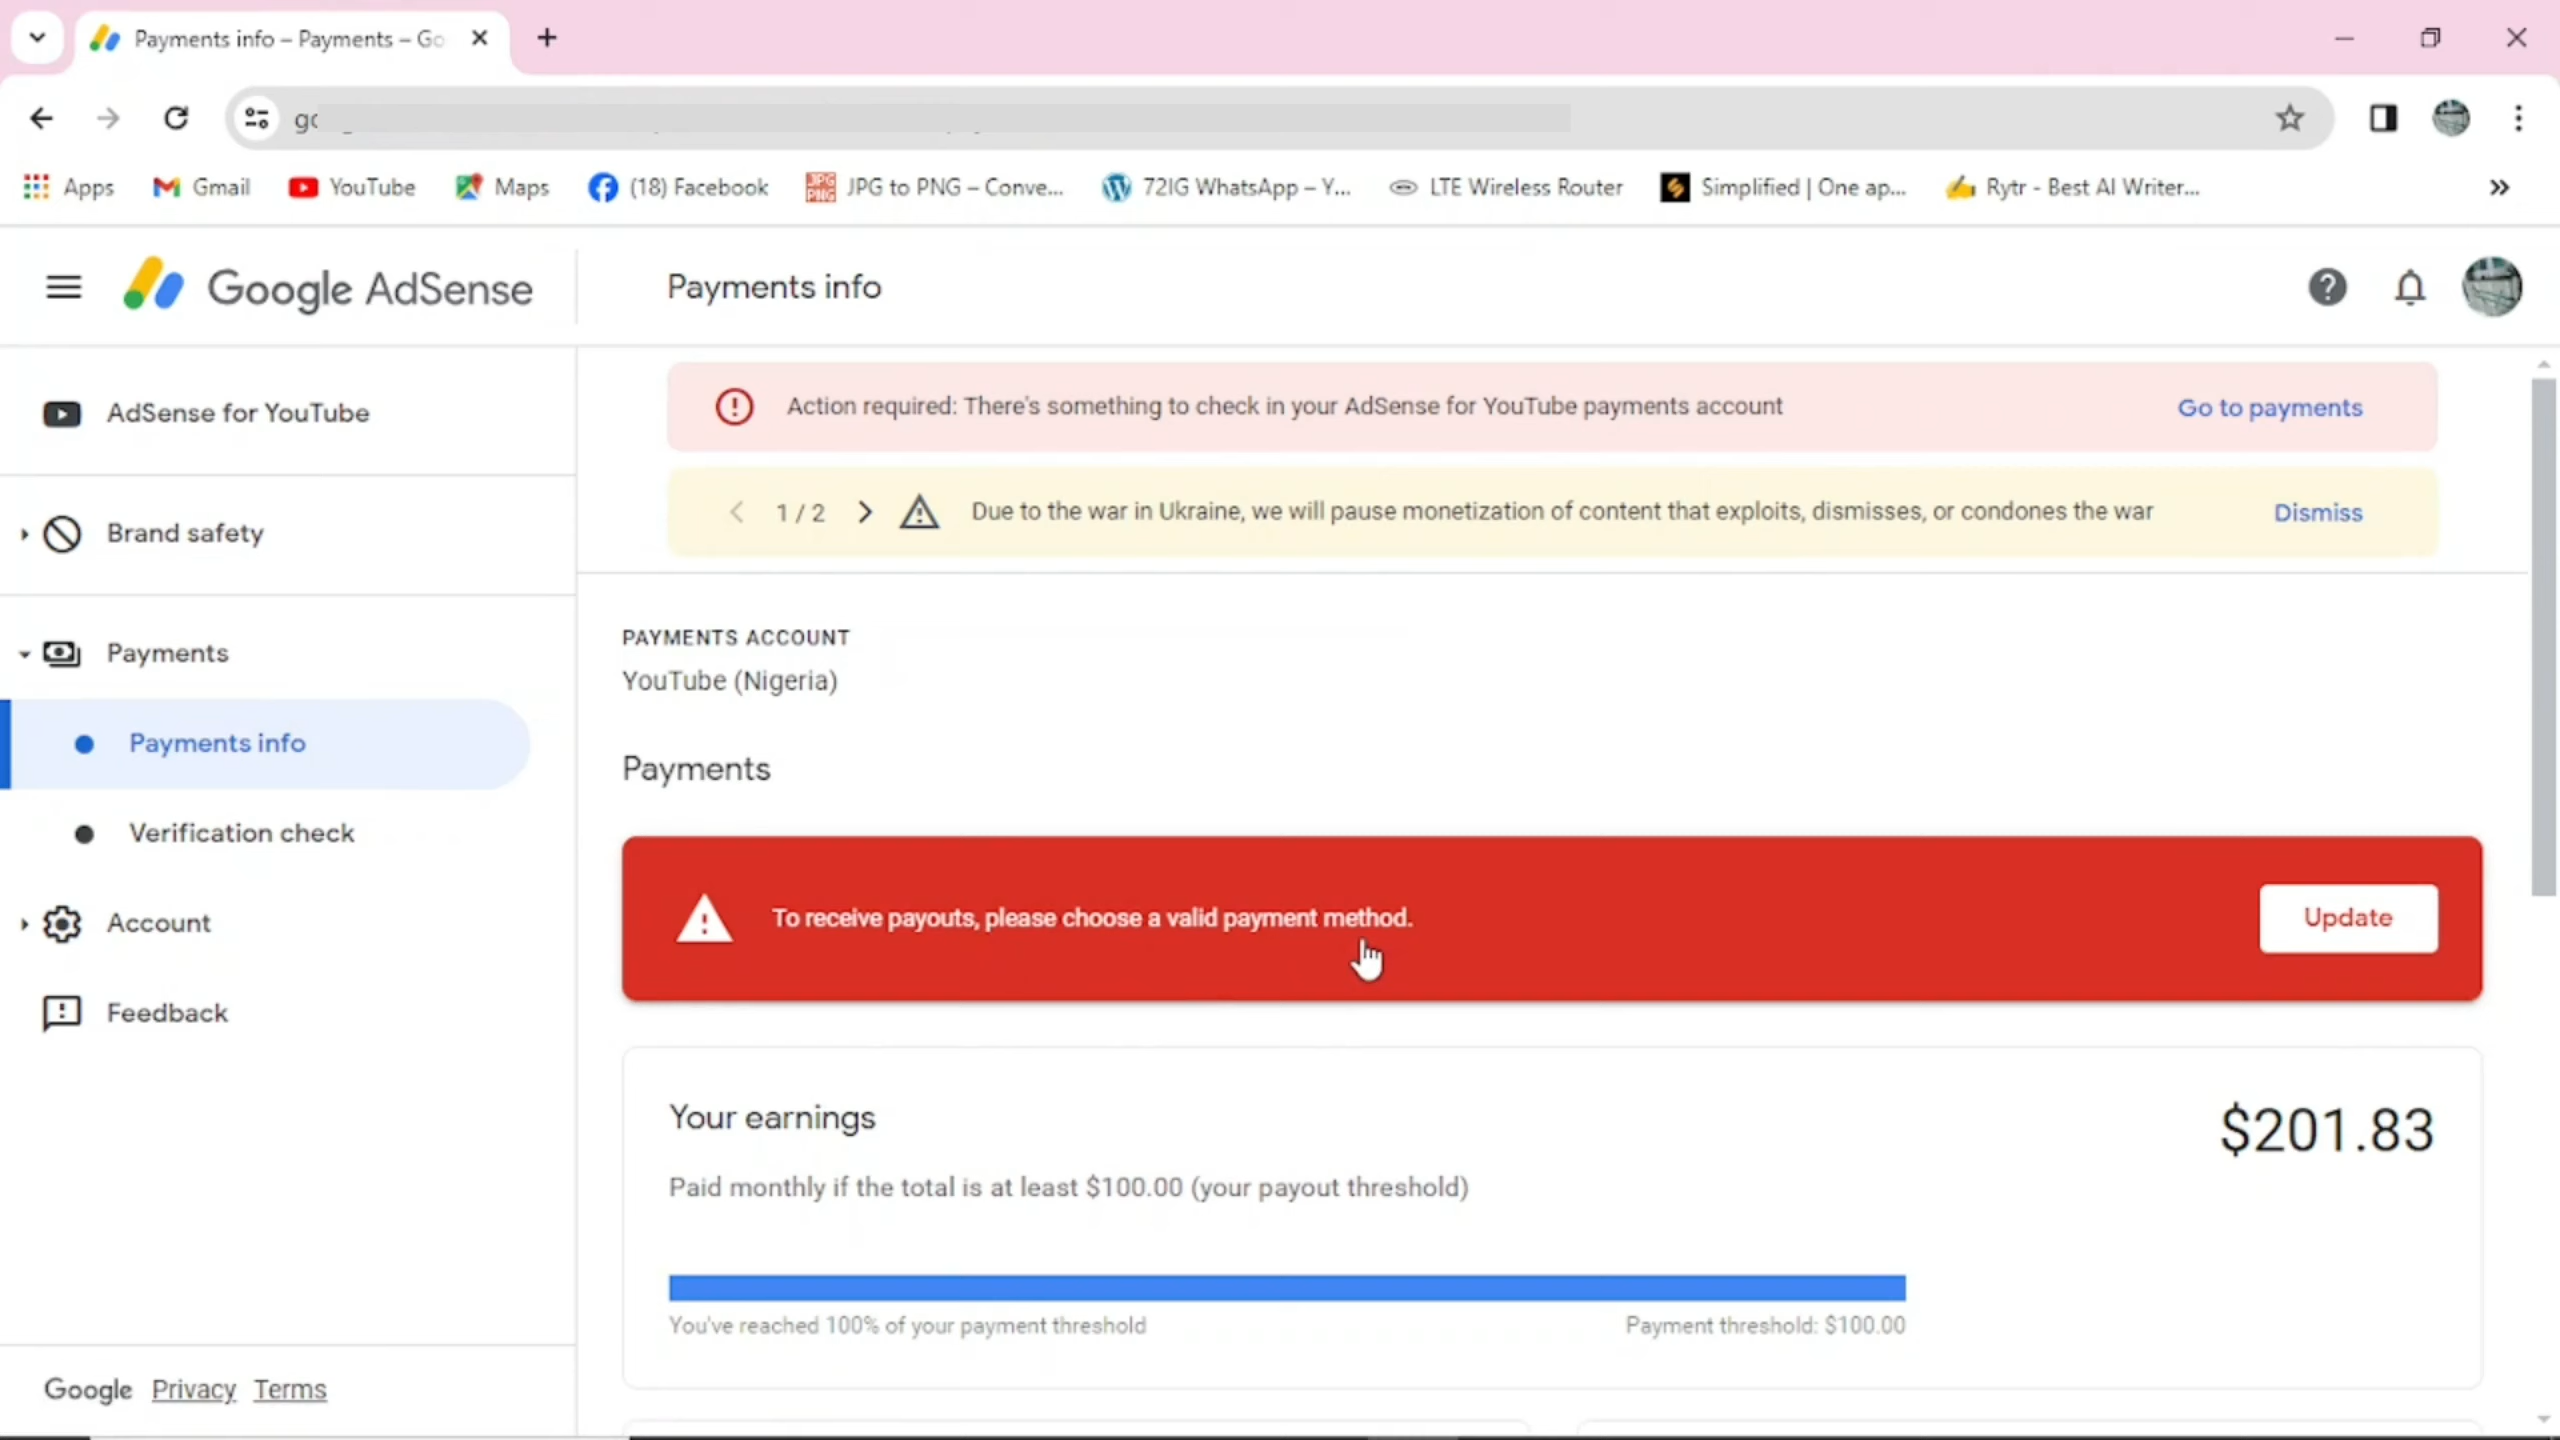 Payments info – Payments – Go
Apps
Gmail
YouTube
Maps
(18) Facebook
JPG to PNG – Conve...
72IG WhatsApp – Y...
LTE Wireless Router
Simplified | One ap...
Rytr - Best AI Writer...
Google AdSense
Payments info
AdSense for YouTube
Brand safety
Payments
Payments info
Verification check
Account
Feedback
Google Privacy Terms
Action required: There's something to check in your AdSense for YouTube payments account
Go to payments
1 / 2
Due to the war in Ukraine, we will pause monetization of content that exploits, dismisses, or condones the war
Dismiss
PAYMENTS ACCOUNT
YouTube (Nigeria)
Payments
To receive payouts, please choose a valid payment method.
Update
Your earnings
$201.83
Paid monthly if the total is at least $100.00 (your payout threshold)
You've reached 100% of your payment threshold
Payment threshold: $100.00